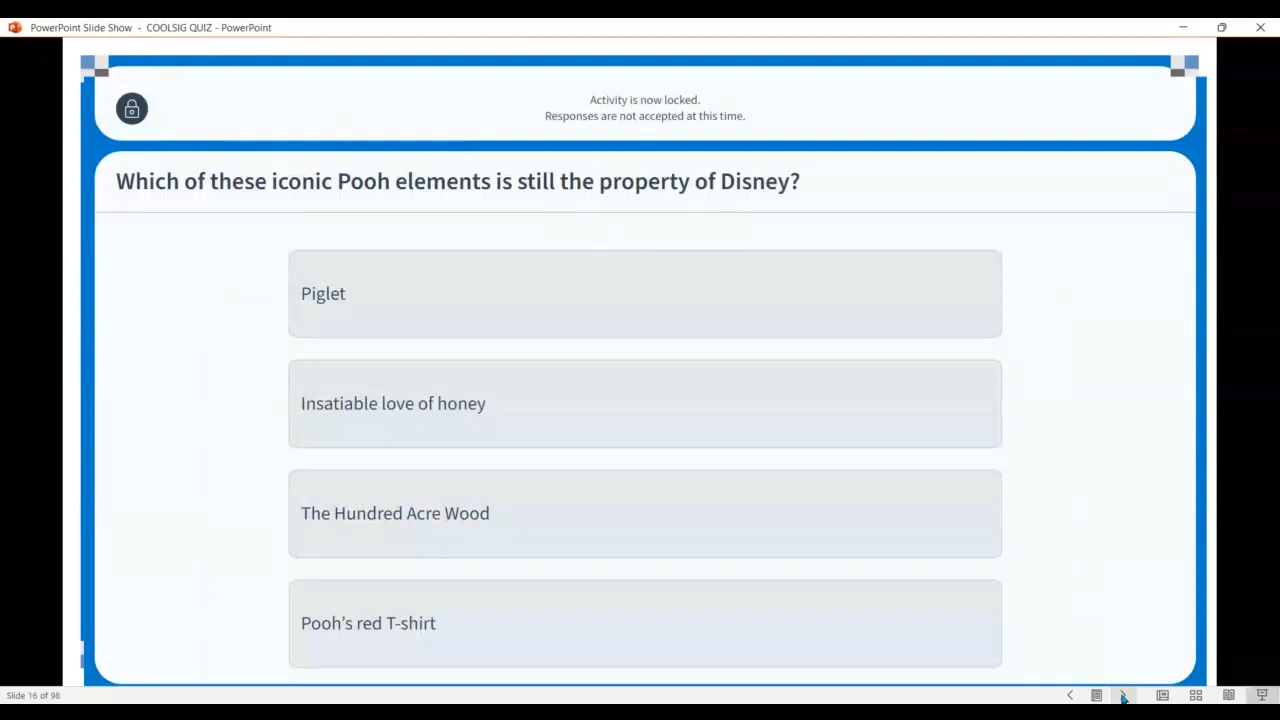 PowerPoint Slide Show - COOLSIG QUIZ - PowerPoint
Activity is now locked.
Responses are not accepted at this time.
Which of these iconic Pooh elements is still the property of Disney?
Piglet
Insatiable love of honey
The Hundred Acre Wood
Pooh's red T-shirt
Slide 16 of 98